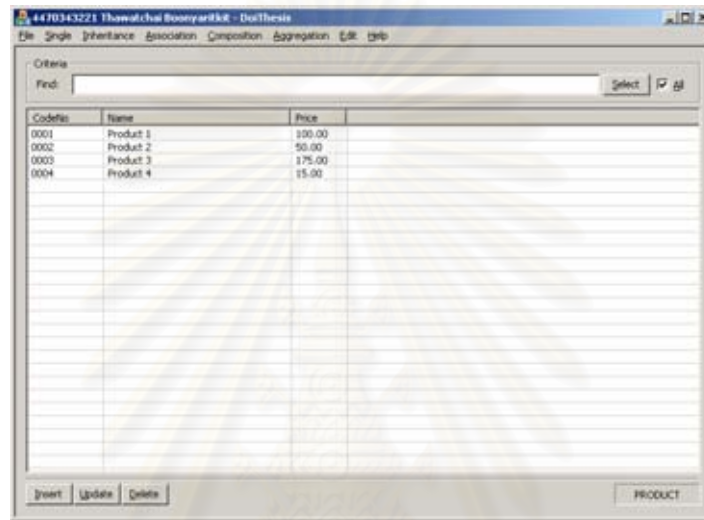 4470343221 Thawatchai Boonyaritkit - DoiThesis
File Single Inheritance Association Composition Aggregation Edit Help
Criteria
Find: Select All
CodeNo Name Price
0001 Product 1 100.00
0002 Product 2 50.00
0003 Product 3 175.00
0004 Product 4 15.00
Insert Update Delete PRODUCT